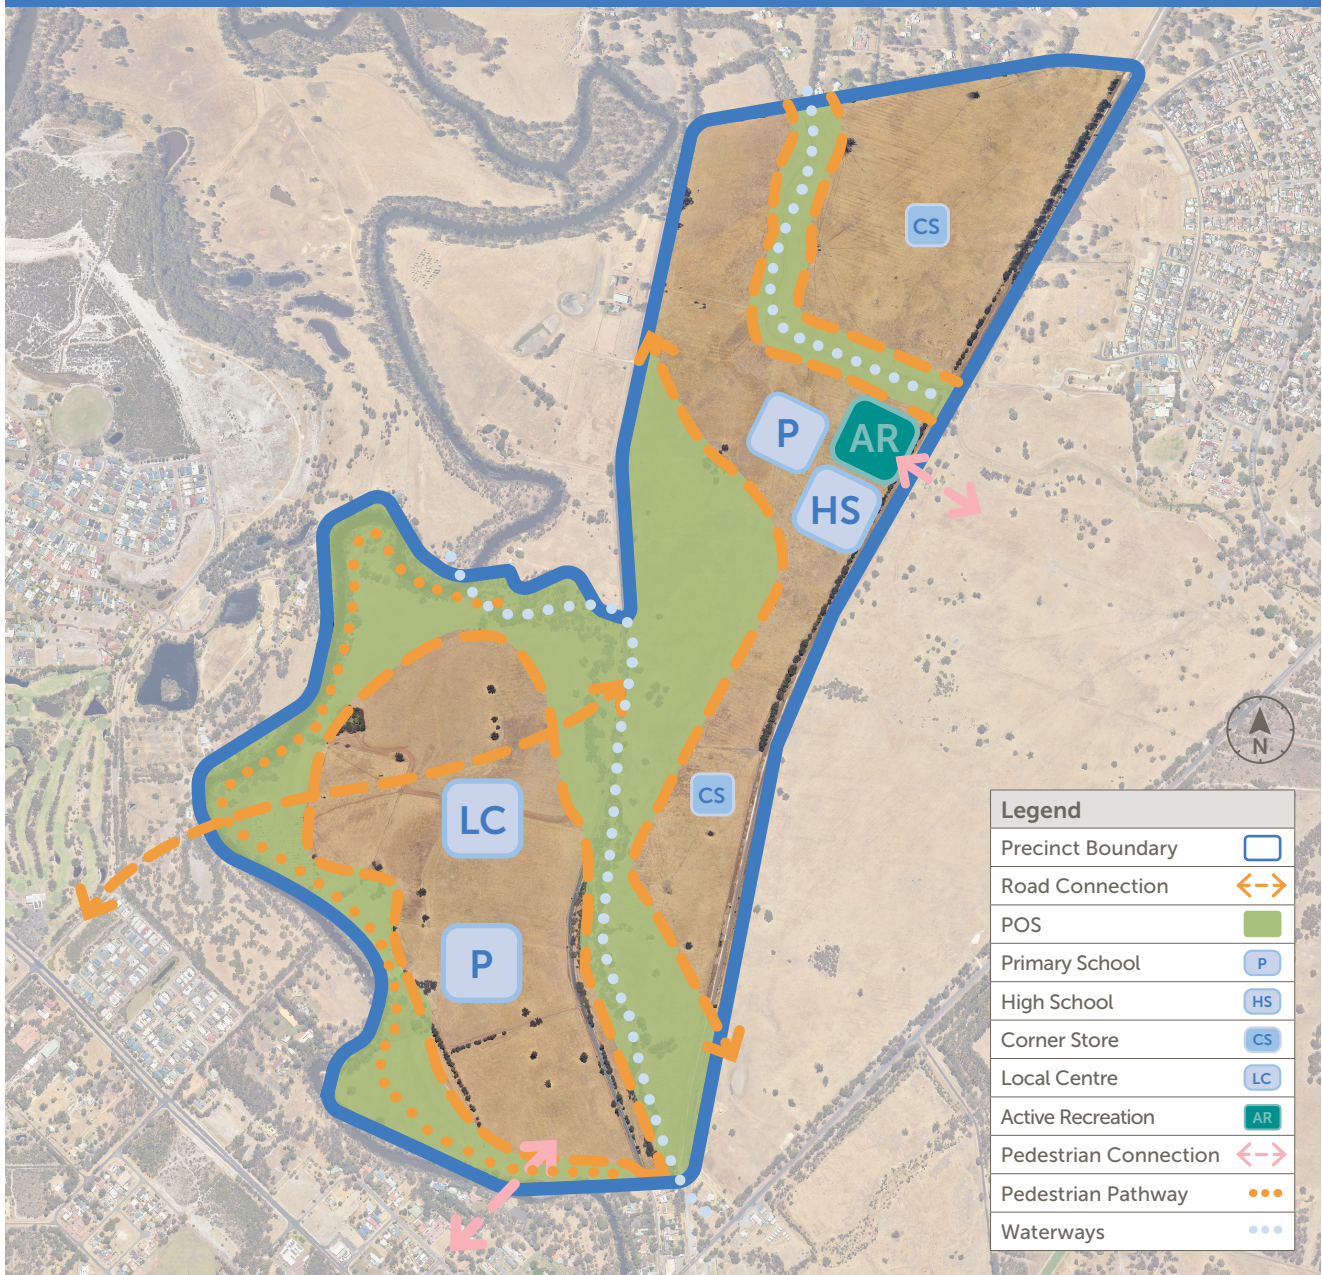 CS
P
AR
HS
CS
LC
P
N
Legend
Precinct Boundary
Road Connection
POS
Primary School P
High School HS
Corner Store CS
Local Centre LC
Active Recreation AR
Pedestrian Connection
Pedestrian Pathway
Waterways